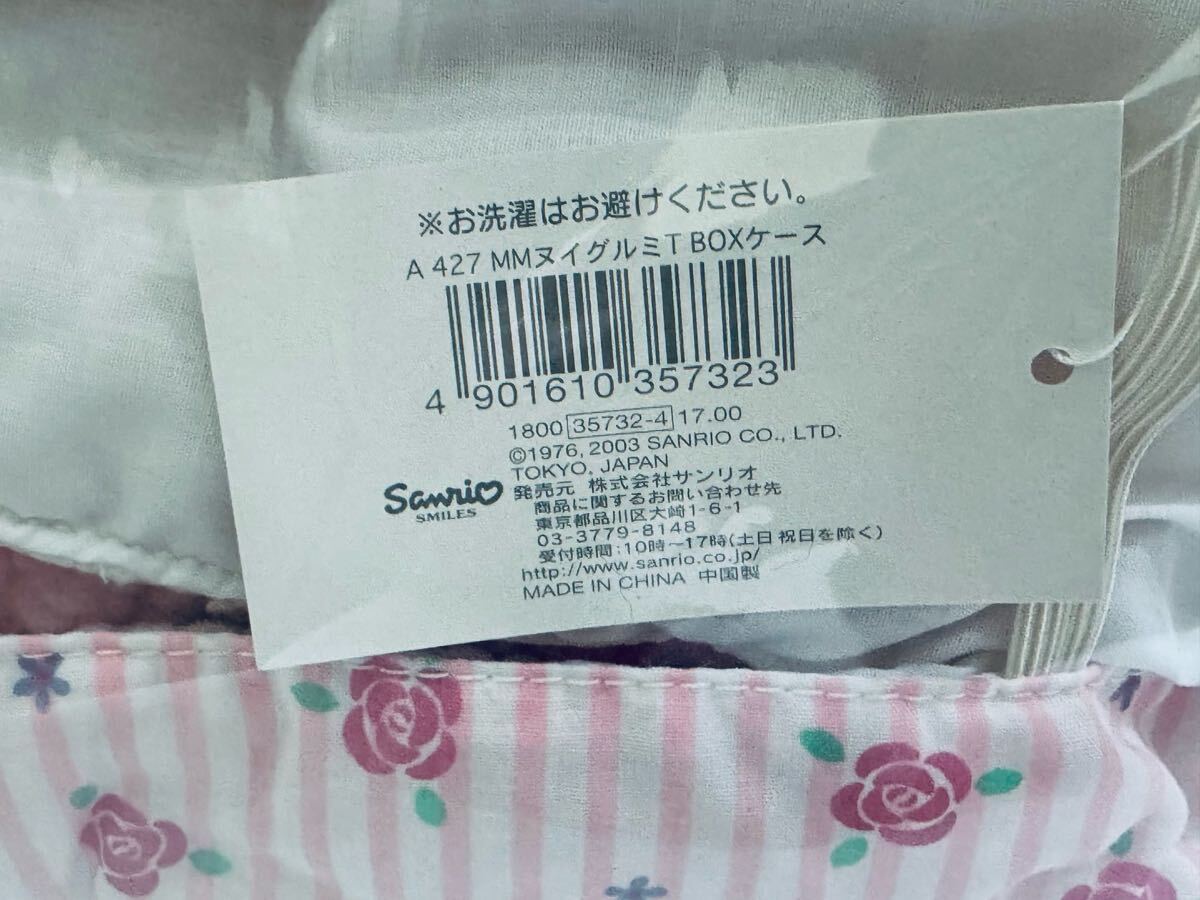 ※お洗濯はお避けください。
A 427 MMヌイグルミT BOXケース
4 901610 357323
1800 35732-4 17.00
©1976, 2003 SANRIO CO., LTD.
TOKYO, JAPAN
Sanrio
SMILES
発売元 株式会社サンリオ
商品に関するお問い合わせ先
東京都品川区大崎1-6-1
03-3779-8148
受付時間:10時~17時(土日 祝日を除く)
http://www.sanrio.co.jp/
MADE IN CHINA 中国製